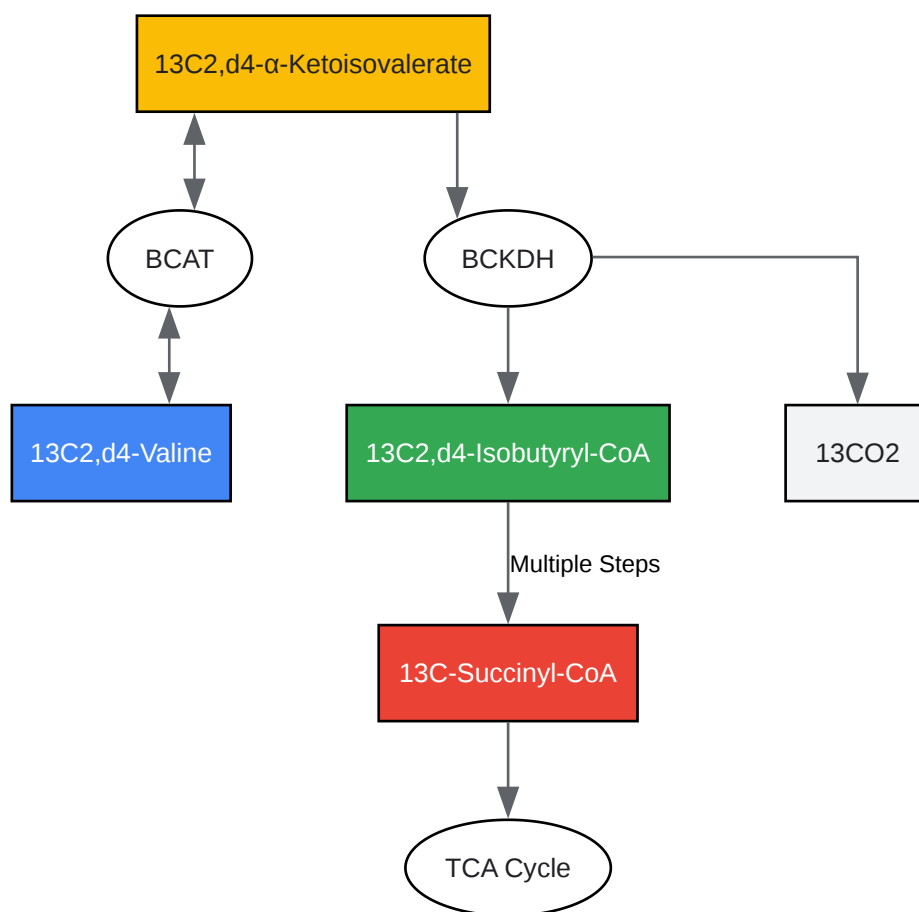 13C2,d4-α-Ketoisovalerate
BCAT
BCKDH
13C2,d4-Valine
13C2,d4-Isobutyryl-CoA
13CO2
Multiple Steps
13C-Succinyl-CoA
TCA Cycle